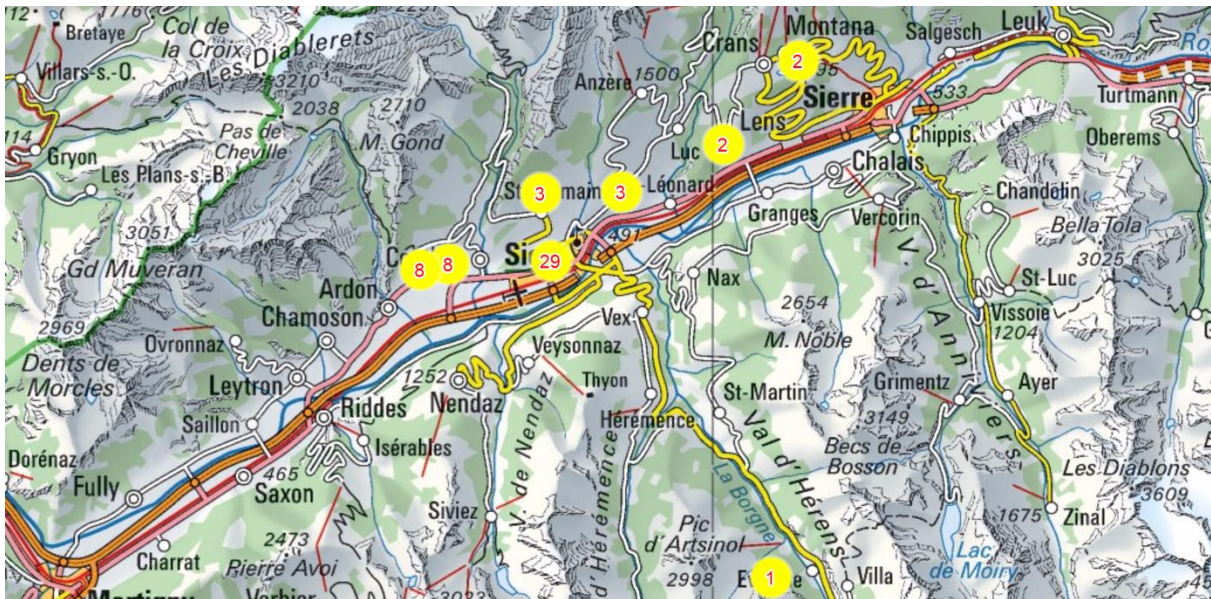 12
1776
Col de
la Croix
Bretaye
Les Diablerets
3210
Villars-s.-O.
2038
2710
114
Gryon
Pas de
Cheville
M. Gond
Les Plans-s.-B
3051
Gd Muveran
Ardon
Chamoson
2969
Dents de
Morcles
Ovronnaz
Leytron
Saillon
Riddes
Isérables
Dorénaz
Fully
465
Saxon
Charrat
2473
Pierre Avoi
Montana
Crans
2
Anzère
1500
Lens
Sierre
Salgesch
Leuk
533
Turtmann
Chippis
Oberems
Luc
2
Chalais
3
3
Léonard
Granges
Vercorin
Chandolin
Bella Tola
3025
8
8
29
491
Nax
St-Luc
Vissoie
1204
Vex
2654
M. Noble
V. d'Anniviers
1252
Nendaz
Veysonnaz
Thyon
St-Martin
Grimentz
Ayer
Hérémence
3149
Becs de
Bosson
V. de Nendaz
V. d'Hérémence
Val d'Hérens
La Borgne
Les Diablons
3609
Siviez
1675
Zinal
Pic
d'Artsinol
2998
1
Villa
Lac
de Moiry
3023